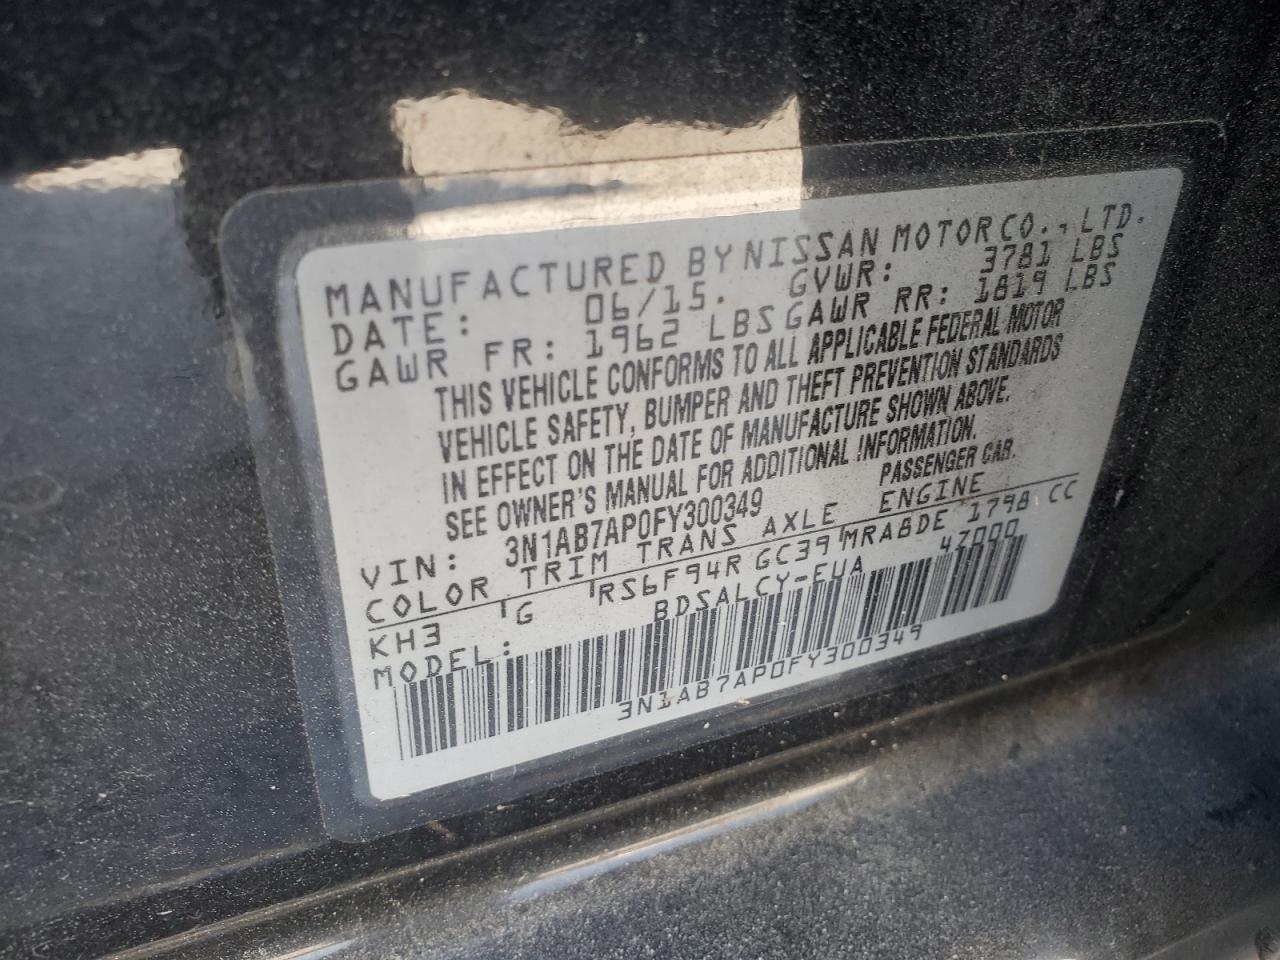 MANUFACTURED BY NISSAN MOTOR CO., LTD.
DATE: 06/15. GVWR: 3781 LBS
GAWR FR: 1962 LBS GAWR RR: 1819 LBS
THIS VEHICLE CONFORMS TO ALL APPLICABLE FEDERAL MOTOR
VEHICLE SAFETY, BUMPER AND THEFT PREVENTION STANDARDS
IN EFFECT ON THE DATE OF MANUFACTURE SHOWN ABOVE.
SEE OWNER'S MANUAL FOR ADDITIONAL INFORMATION.
VIN: 3N1AB7AP0FY300349 PASSENGER CAR.
COLOR TRIM TRANS AXLE ENGINE
KH3 G RS6F94R GC39 MRA8DE 1798 CC
MODEL: BDSALCY-EUA 47000
3N1AB7AP0FY300349